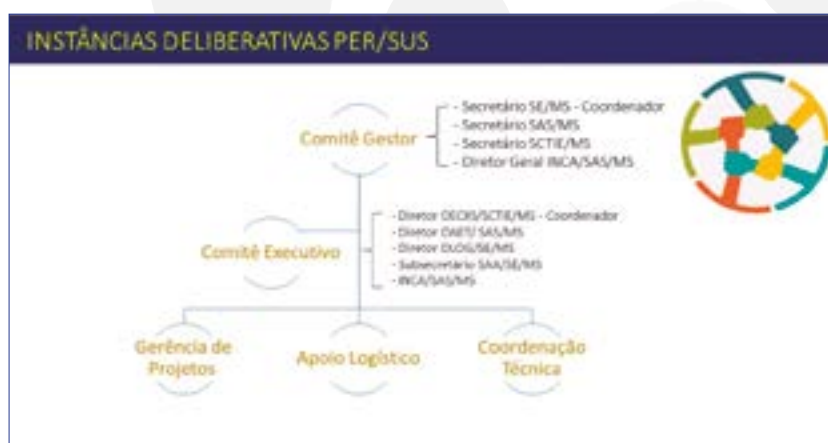 INSTÂNCIAS DELIBERATIVAS PER/SUS
Comitê Gestor
- Secretário SE/MS - Coordenador
- Secretário SAS/MS
- Secretário SCTIE/MS
- Diretor Geral INCA/SAS/MS
Comitê Executivo
- Diretor DECIIS/SCTIE/MS - Coordenador
- Diretor DAET/ SAS/MS
- Diretor DLOG/SE/MS
- Subsecretário SAA/SE/MS
- INCA/SAS/MS
Gerência de
Projetos
Apoio Logístico
Coordenação
Técnica